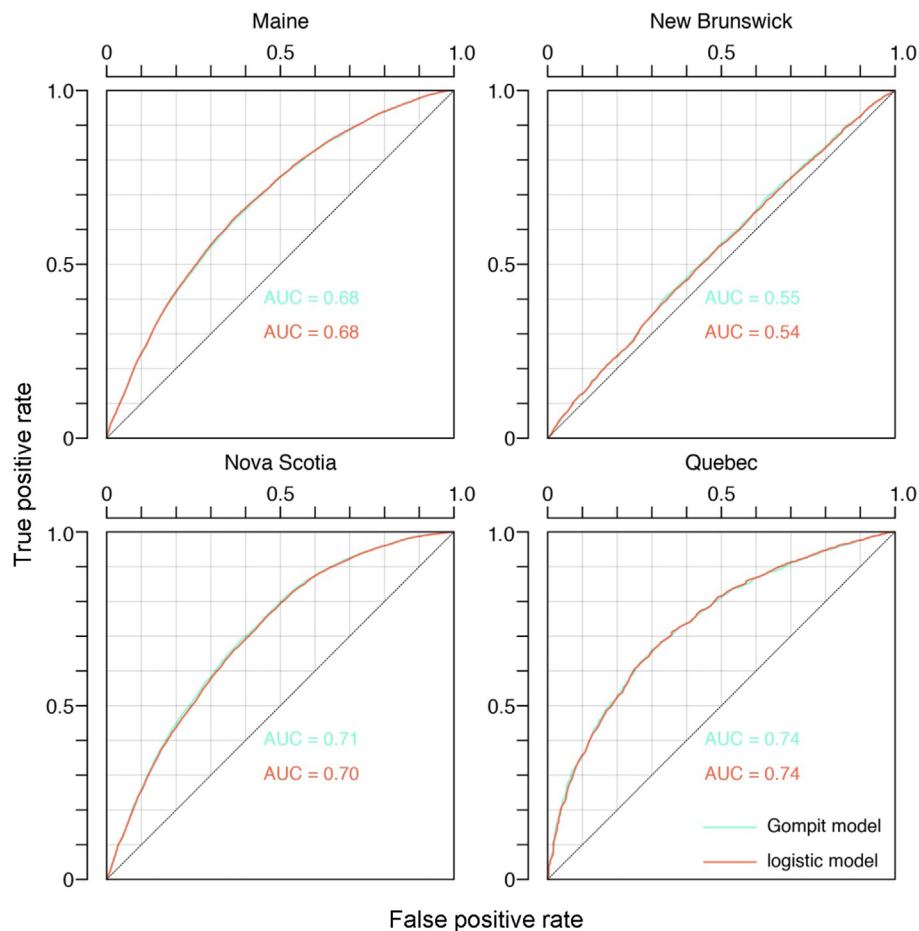 Maine
0 0.5 1.0
1.0
0.5
0
AUC = 0.68
AUC = 0.68
New Brunswick
0 0.5 1.0
1.0
0.5
0
AUC = 0.55
AUC = 0.54
True positive rate
Nova Scotia
0 0.5 1.0
1.0
0.5
0
AUC = 0.71
AUC = 0.70
Quebec
0 0.5 1.0
1.0
0.5
0
AUC = 0.74
AUC = 0.74
Gompit model
logistic model
False positive rate